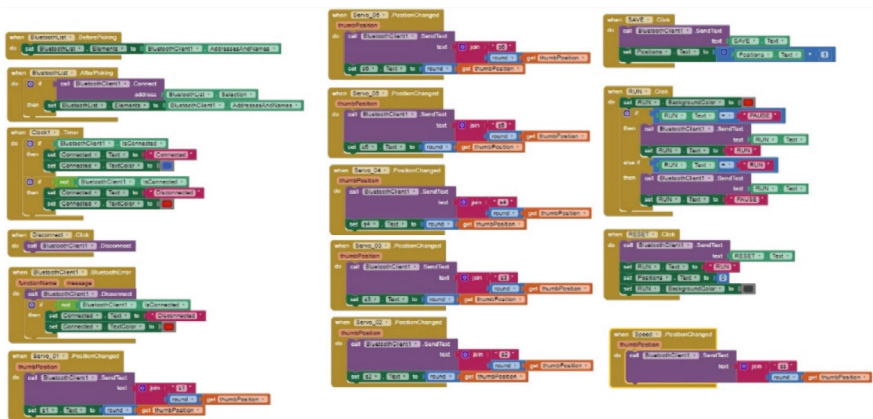 when BluetoothList .BeforePicking
do set BluetoothList . Elements to BluetoothClient1 . AddressesAndNames
when BluetoothList .AfterPicking
do if call BluetoothClient1 .Connect
address BluetoothList . Selection
then set BluetoothList . Elements to BluetoothClient1 . AddressesAndNames
when Clock1 .Timer
do if BluetoothClient1 . IsConnected
then set Connected . Text to " Connected "
set Connected . TextColor to
if not BluetoothClient1 . IsConnected
then set Connected . Text to " Disconnected "
set Connected . TextColor to
when Disconnect .Click
do call BluetoothClient1 .Disconnect
when BluetoothClient1 .BluetoothError
functionName message
do call BluetoothClient1 .Disconnect
if not BluetoothClient1 . IsConnected
then set Connected . Text to " Disconnected "
set Connected . TextColor to
when Servo_01 .PositionChanged
thumbPosition
do call BluetoothClient1 .SendText
text join " s1 "
round get thumbPosition
set s1 . Text to round get thumbPosition
when .PositionChanged
thumbPosition
do call BluetoothClient1 .SendText
text join
round get thumbPosition
set . Text to round get thumbPosition
when .PositionChanged
thumbPosition
do call BluetoothClient1 .SendText
text join
round get thumbPosition
set . Text to round get thumbPosition
when Servo_04 .PositionChanged
thumbPosition
do call BluetoothClient1 .SendText
text join " s4 "
round get thumbPosition
set s4 . Text to round get thumbPosition
when Servo_03 .PositionChanged
thumbPosition
do call BluetoothClient1 .SendText
text join " s3 "
round get thumbPosition
set s3 . Text to round get thumbPosition
when Servo_02 .PositionChanged
thumbPosition
do call BluetoothClient1 .SendText
text join " s2 "
round get thumbPosition
set s2 . Text to round get thumbPosition
when SAVE .Click
do call BluetoothClient1 .SendText
text SAVE . Text
set Positions . Text to Positions . Text + 1
when RUN .Click
do set RUN . BackgroundColor to
if RUN . Text = " PAUSE "
then call BluetoothClient1 .SendText
text RUN . Text
set RUN . Text to " RUN "
else if RUN . Text = " RUN "
then call BluetoothClient1 .SendText
text RUN . Text
set RUN . Text to " PAUSE "
when RESET .Click
do call BluetoothClient1 .SendText
text RESET . Text
set RUN . Text to " RUN "
set Positions . Text to 0
set RUN . BackgroundColor to
when Speed .PositionChanged
thumbPosition
do call BluetoothClient1 .SendText
text join " ss "
round get thumbPosition